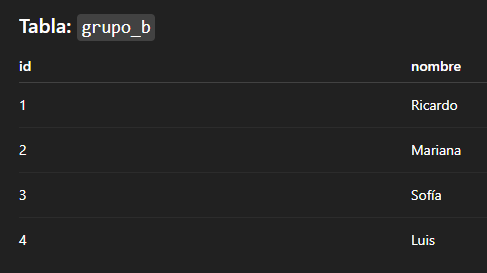 Tabla: grupo_b
id nombre
1 Ricardo
2 Mariana
3 Sofía
4 Luis